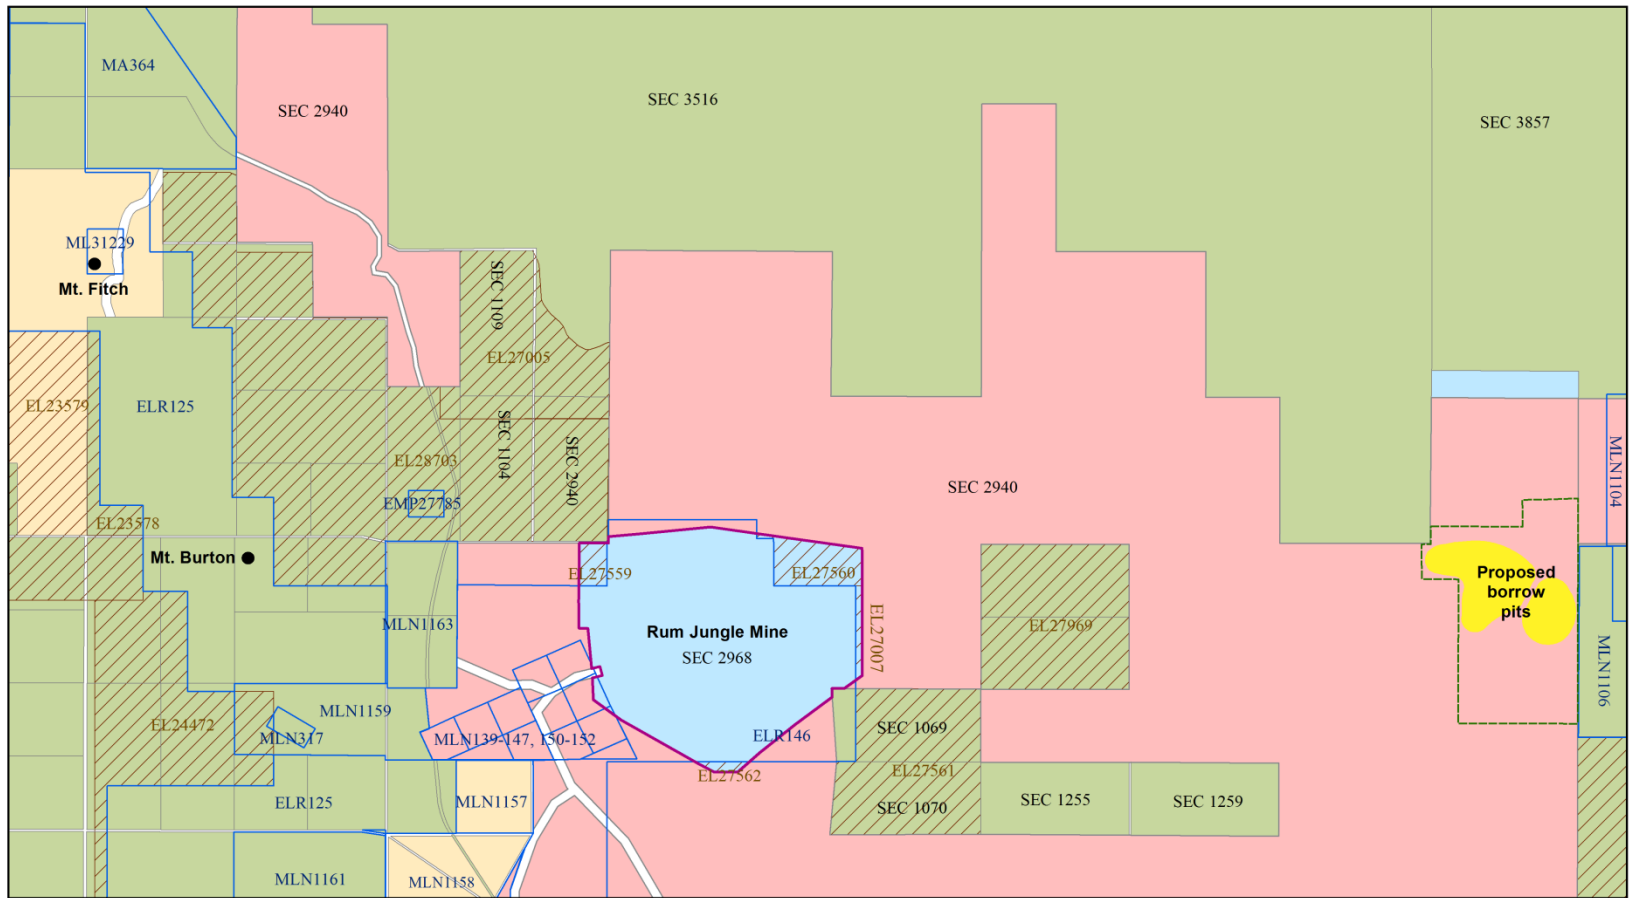 MA364
SEC 2940
SEC 3516
SEC 3857
ML31229
Mt. Fitch
SEC 1109
EL27005
EL23579
ELR125
EL28703
SEC 1104
SEC 2940
EMP27785
SEC 2940
MLN1104
EL23578
Mt. Burton
EL27559
EL27560
Proposed
borrow
pits
MLN1163
Rum Jungle Mine
SEC 2968
EL27007
EL27969
MLN1106
EL24472
MLN1159
MLN317
MLN139-147, 150-152
ELR146
SEC 1069
EL27562
EL27561
ELR125
MLN1157
SEC 1070
SEC 1255
SEC 1259
MLN1161
MLN1158